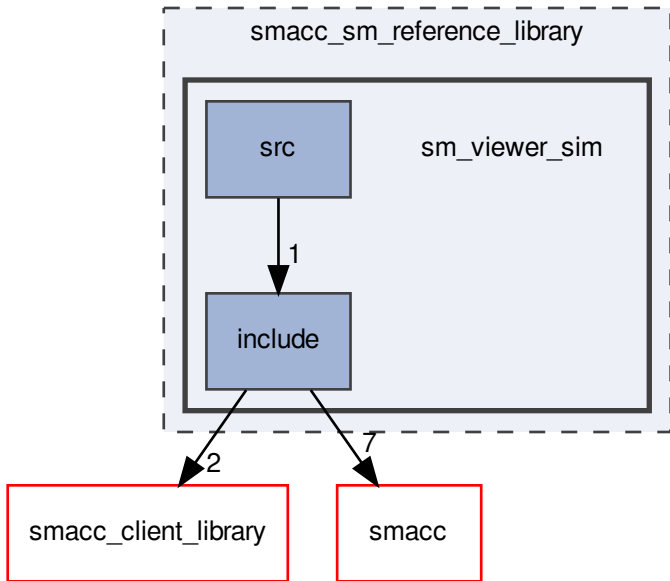 smacc_sm_reference_library
src
sm_viewer_sim
1
include
2
7
smacc_client_library
smacc